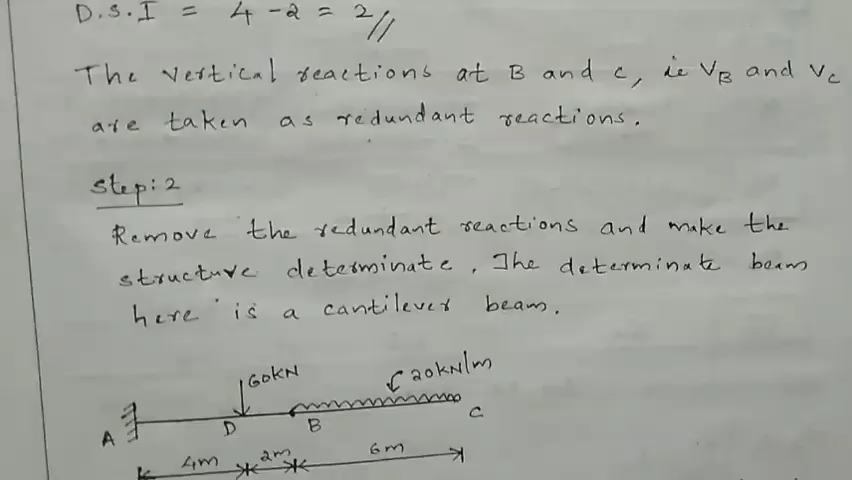 D.S.I = 4 - 2 = 2//
The vertical reactions at B and C, ie VB and VC
are taken as redundant reactions.
Step:2
Remove the redundant reactions and make the
structure determinate. The determinate beam
here is a cantilever beam.
60kN
20kN/m
A
D
B
C
4m
2m
6m